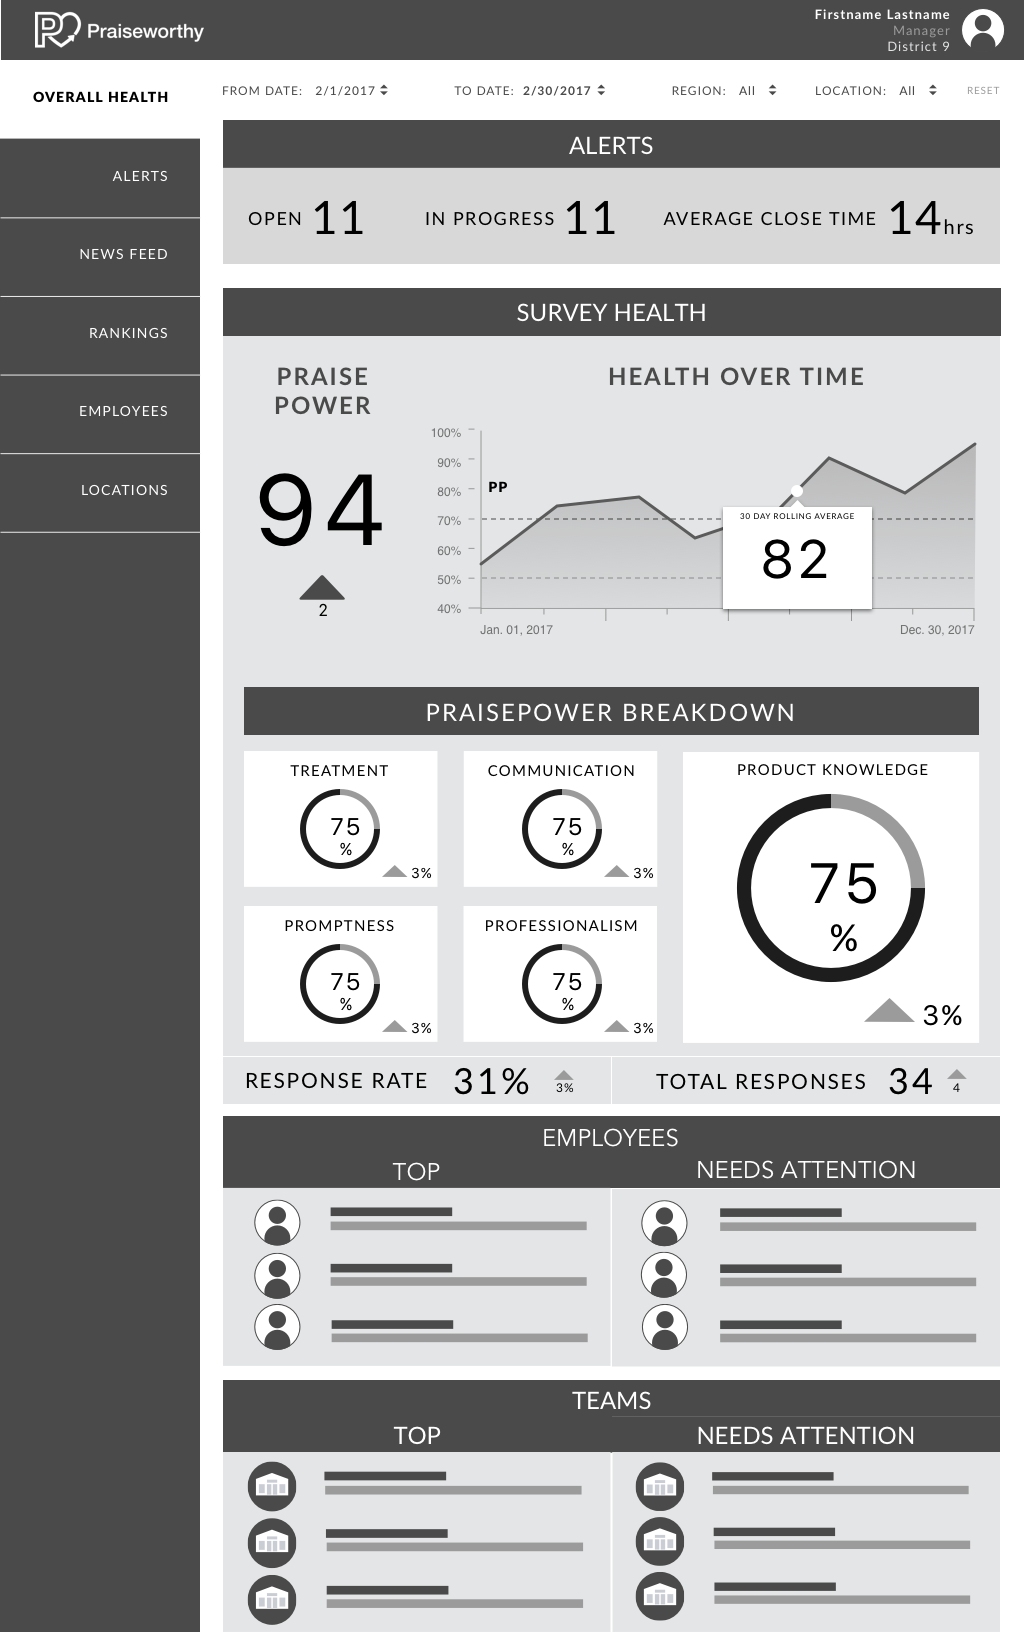 Praiseworthy
Firstname Lastname
Manager
District 9
OVERALL HEALTH
ALERTS
NEWS FEED
RANKINGS
EMPLOYEES
LOCATIONS
FROM DATE: 2/1/2017 TO DATE: 2/30/2017 REGION: All LOCATION: All RESET
ALERTS
OPEN 11 IN PROGRESS 11 AVERAGE CLOSE TIME 14hrs
SURVEY HEALTH
PRAISE
POWER
94
2
HEALTH OVER TIME
100%
90%
80%
70%
60%
50%
40%
PP
30 DAY ROLLING AVERAGE
82
Jan. 01, 2017 Dec. 30, 2017
PRAISEPOWER BREAKDOWN
TREATMENT
75
%
3%
COMMUNICATION
75
%
3%
PRODUCT KNOWLEDGE
75
%
3%
PROMPTNESS
75
%
3%
PROFESSIONALISM
75
%
3%
RESPONSE RATE 31% 3%
TOTAL RESPONSES 34 4
EMPLOYEES
TOP NEEDS ATTENTION
TEAMS
TOP NEEDS ATTENTION